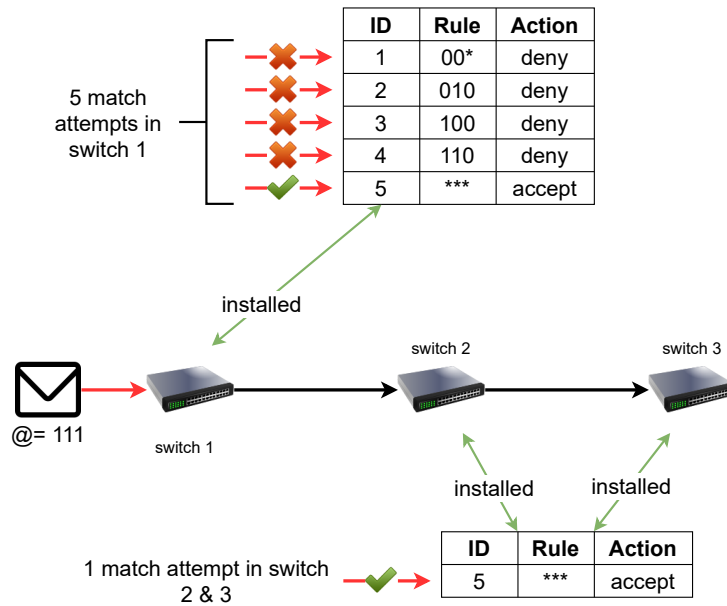 ID Rule Action
1 00* deny
2 010 deny
3 100 deny
4 110 deny
5 *** accept
5 match
attempts in
switch 1
installed
switch 2
switch 3
@= 111
switch 1
installed
installed
ID Rule Action
5 *** accept
1 match attempt in switch
2 & 3